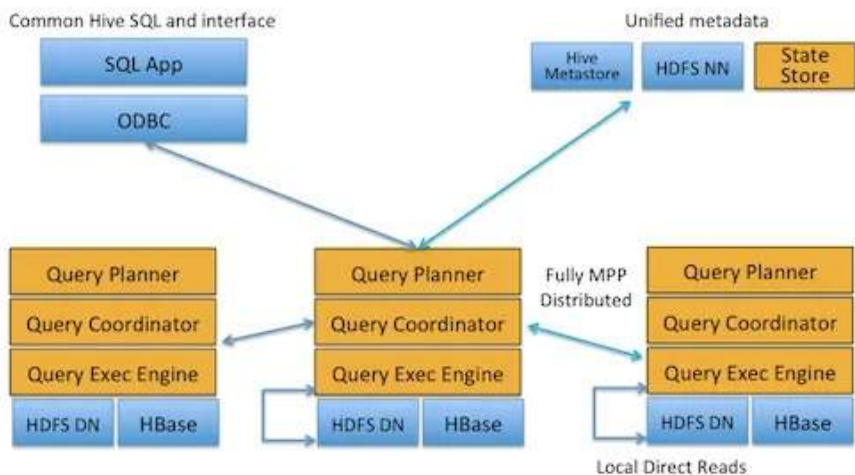 Common Hive SQL and interface
SQL App
ODBC
Unified metadata
Hive
Metastore
HDFS NN
State
Store
Query Planner
Query Coordinator
Query Exec Engine
HDFS DN
HBase
Query Planner
Query Coordinator
Query Exec Engine
HDFS DN
HBase
Fully MPP
Distributed
Query Planner
Query Coordinator
Query Exec Engine
HDFS DN
HBase
Local Direct Reads